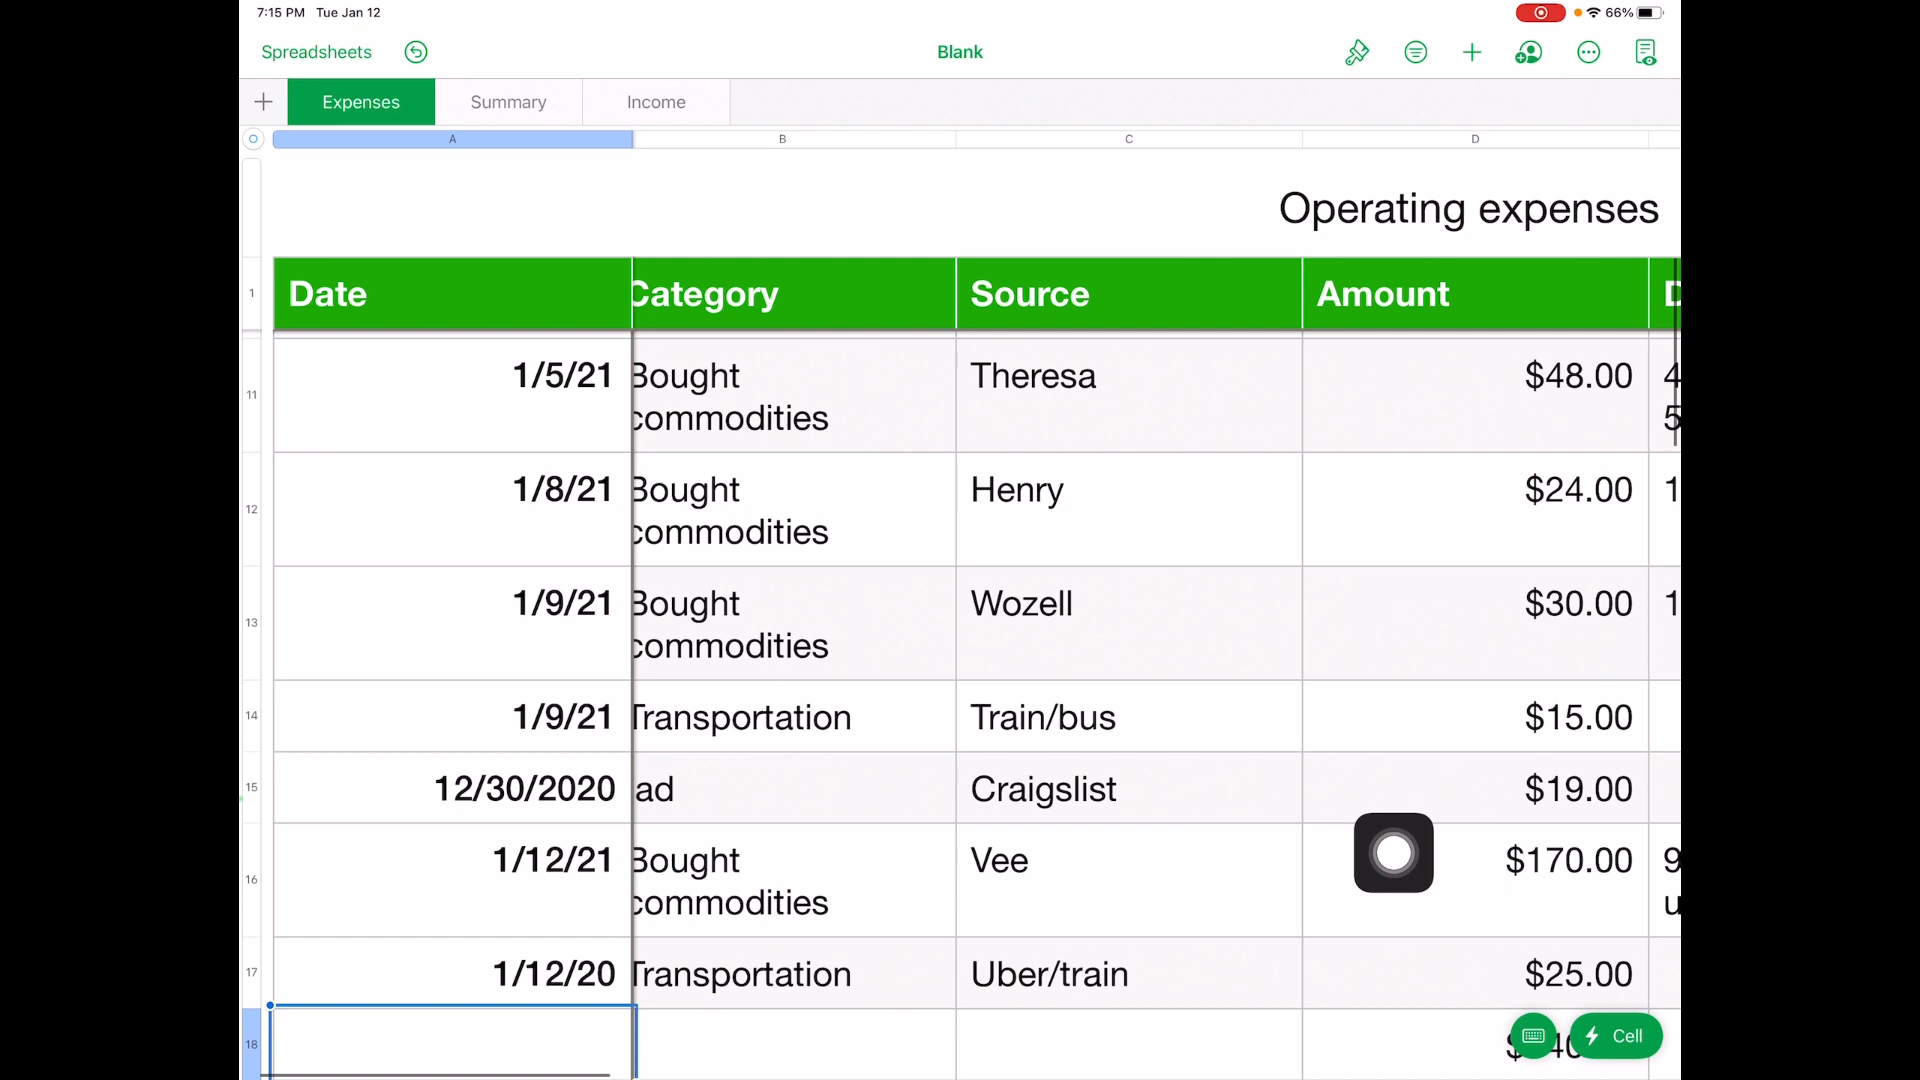 7:15 PM Tue Jan 12
66%
Spreadsheets
Blank
Expenses Summary Income
A B C D
Operating expenses
1 Date Category Source Amount
11 1/5/21 Bought commodities Theresa $48.00
12 1/8/21 Bought commodities Henry $24.00
13 1/9/21 Bought commodities Wozell $30.00
14 1/9/21 Transportation Train/bus $15.00
15 12/30/2020 ad Craigslist $19.00
16 1/12/21 Bought commodities Vee $170.00
17 1/12/20 Transportation Uber/train $25.00
18
Cell